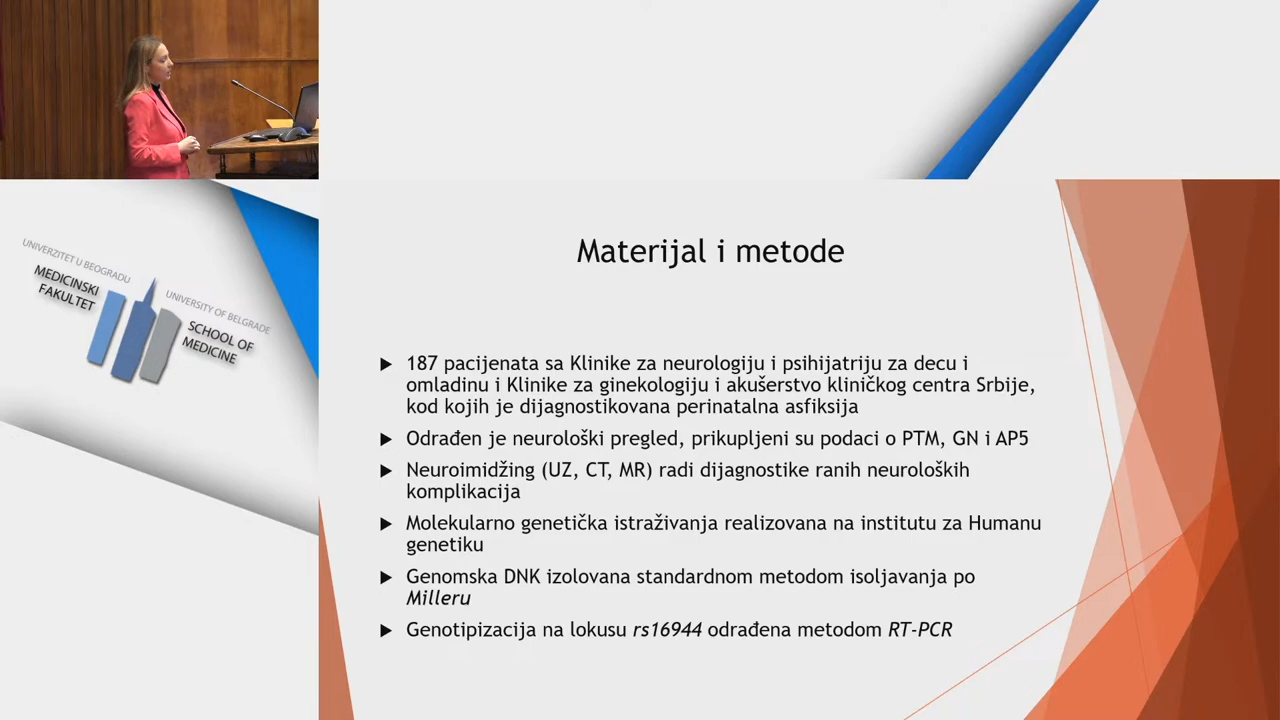 UNIVERZITET U BEOGRADU
MEDICINSKI
FAKULTET
UNIVERSITY OF BELGRADE
SCHOOL OF
MEDICINE
Materijal i metode
187 pacijenata sa Klinike za neurologiju i psihijatriju za decu i
omladinu i Klinike za ginekologiju i akušerstvo kliničkog centra Srbije,
kod kojih je dijagnostikovana perinatalna asfiksija
Odrađen je neurološki pregled, prikupljeni su podaci o PTM, GN i AP5
Neuroimidžing (UZ, CT, MR) radi dijagnostike ranih neuroloških
komplikacija
Molekularno genetička istraživanja realizovana na institutu za Humanu
genetiku
Genomska DNK izolovana standardnom metodom isoljavanja po
Milleru
Genotipizacija na lokusu rs16944 odrađena metodom RT-PCR